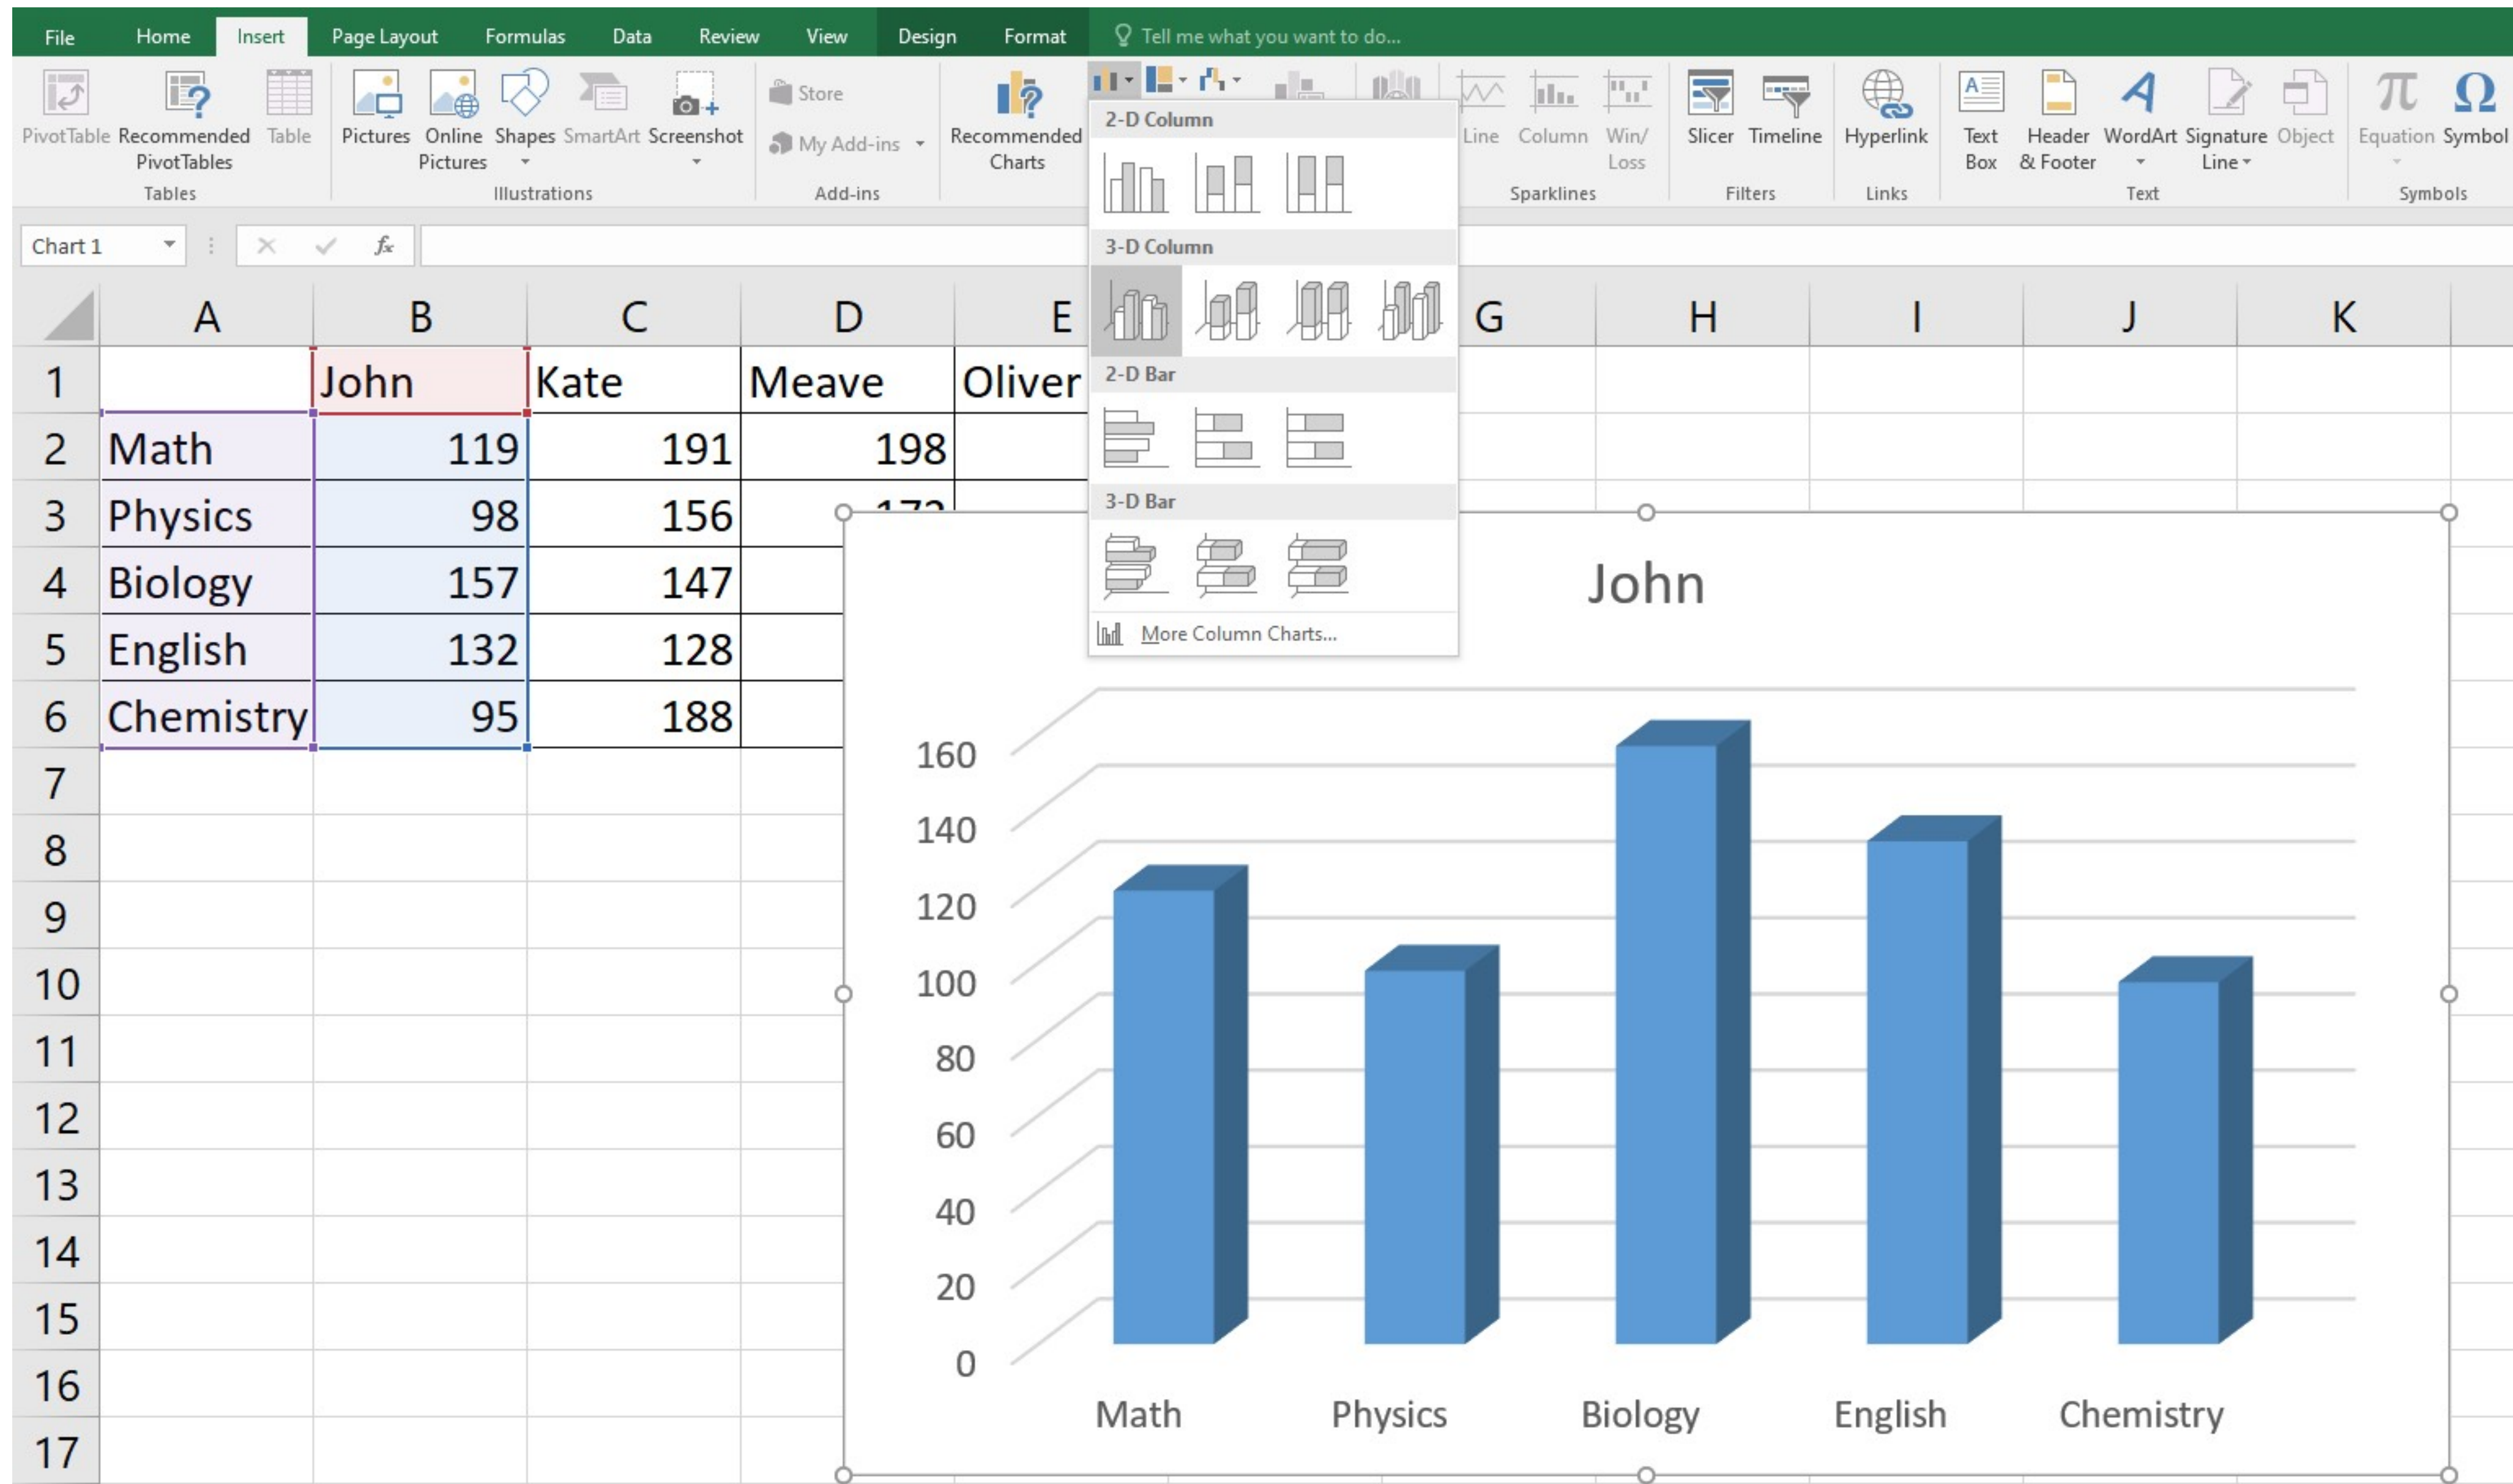 File Home Insert Page Layout Formulas Data Review View Design Format Tell me what you want to do...
PivotTable Recommended PivotTables Table
Tables
Pictures Online Pictures Shapes SmartArt Screenshot
Illustrations
Store
My Add-ins
Add-ins
Recommended Charts
Line Column Win/Loss
Sparklines
Slicer Timeline
Filters
Hyperlink
Links
Text Box Header & Footer WordArt Signature Line Object
Text
Equation Symbol
Symbols
2-D Column
3-D Column
2-D Bar
3-D Bar
More Column Charts...
Chart 1 fx
A B C D E G H I J K
1 John Kate Meave Oliver
2 Math 119 191 198
3 Physics 98 156 172
4 Biology 157 147
5 English 132 128
6 Chemistry 95 188
7
8
9
10
11
12
13
14
15
16
17
John
160
140
120
100
80
60
40
20
0
Math Physics Biology English Chemistry